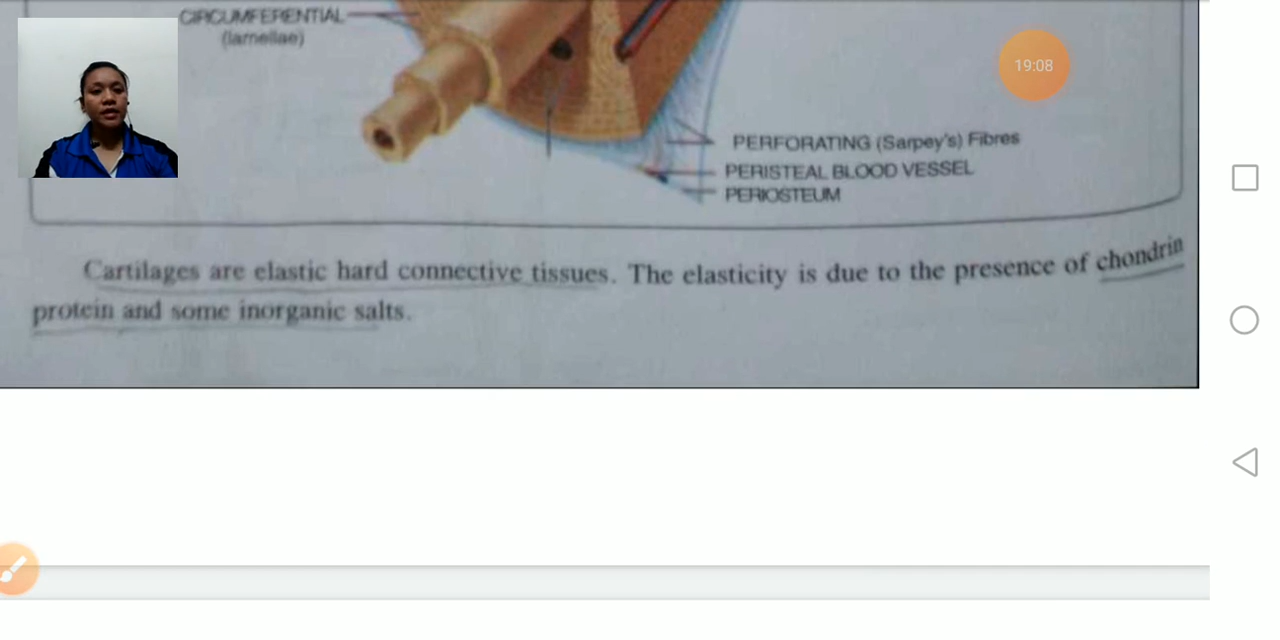 CIRCUMFERENTIAL
(lamellae)
19:08
PERFORATING (Sarpey's) Fibres
PERISTEAL BLOOD VESSEL
PERIOSTEUM
Cartilages are elastic hard connective tissues. The elasticity is due to the presence of chondrin
protein and some inorganic salts.